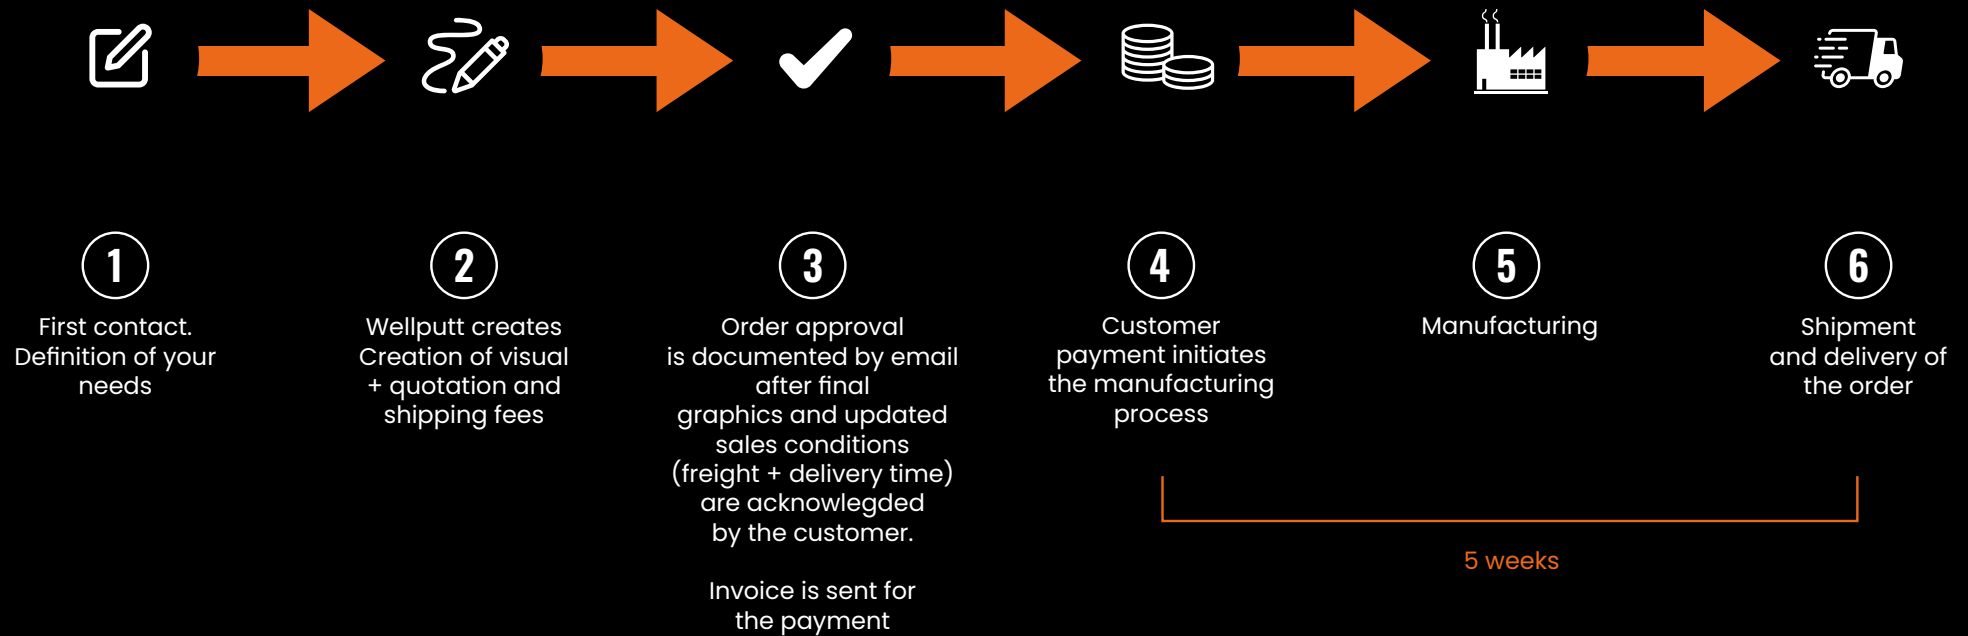 1
First contact.
Definition of your
needs
2
Wellputt creates
Creation of visual
+ quotation and
shipping fees
3
Order approval
is documented by email
after final
graphics and updated
sales conditions
(freight + delivery time)
are acknowlegded
by the customer.
Invoice is sent for
the payment
4
Customer
payment initiates
the manufacturing
process
5
Manufacturing
6
Shipment
and delivery of
the order
5 weeks